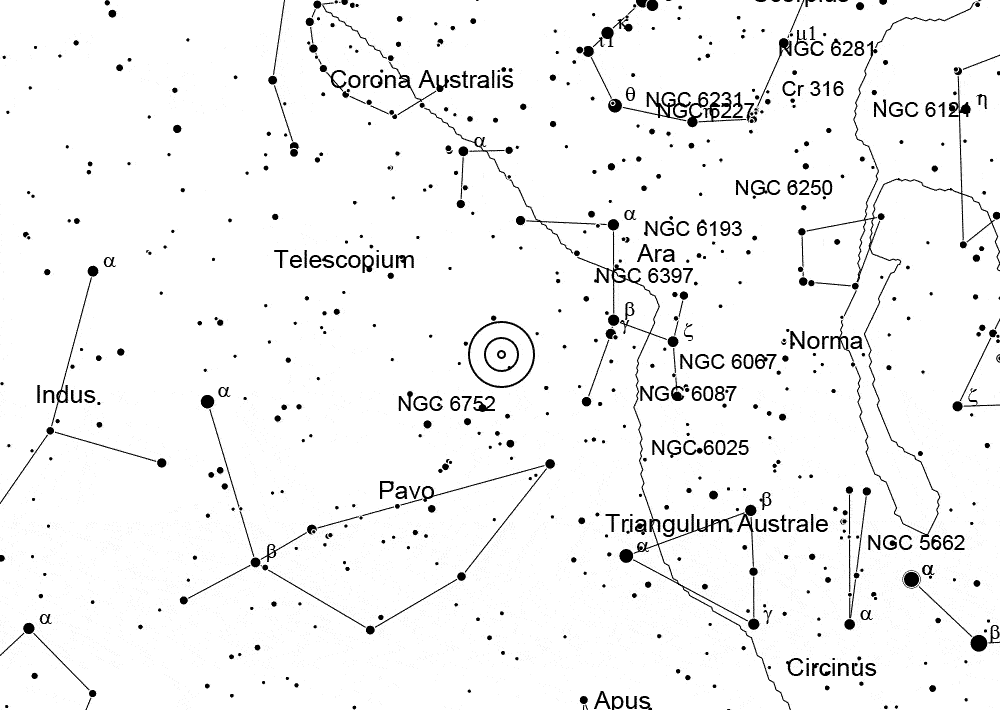 Scorpius
κ
ι1
μ1
NGC 6281
Corona Australis
θ
NGC 6231
Cr 316
η
NGC 6227
η
NGC 6124
α
NGC 6250
α
NGC 6193
Ara
Telescopium
α
NGC 6397
β
γ
ζ
Norma
NGC 6067
Indus
α
NGC 6752
NGC 6087
ζ
NGC 6025
Pavo
β
Triangulum Australe
α
NGC 5662
β
α
α
γ
α
β
Circinus
Apus